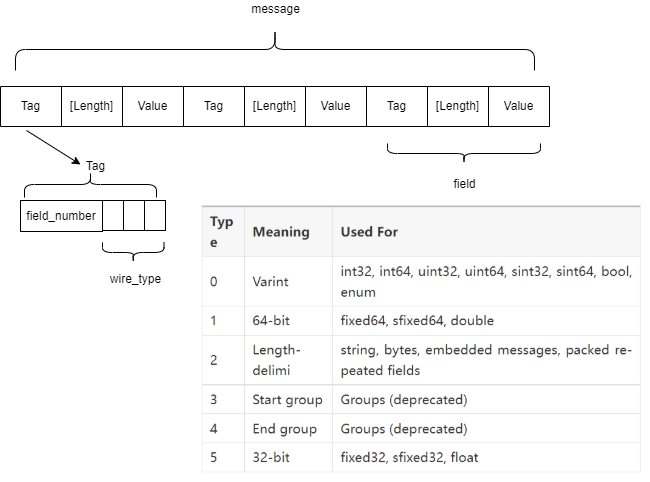 message
Tag [Length] Value Tag [Length] Value Tag [Length] Value
Tag
field
field_number
wire_type
Typ
e
Meaning
Used For
0
Varint
int32, int64, uint32, uint64, sint32, sint64, bool,
enum
1
64-bit
fixed64, sfixed64, double
2
Length-
delimi
string, bytes, embedded messages, packed re-
peated fields
3
Start group
Groups (deprecated)
4
End group
Groups (deprecated)
5
32-bit
fixed32, sfixed32, float